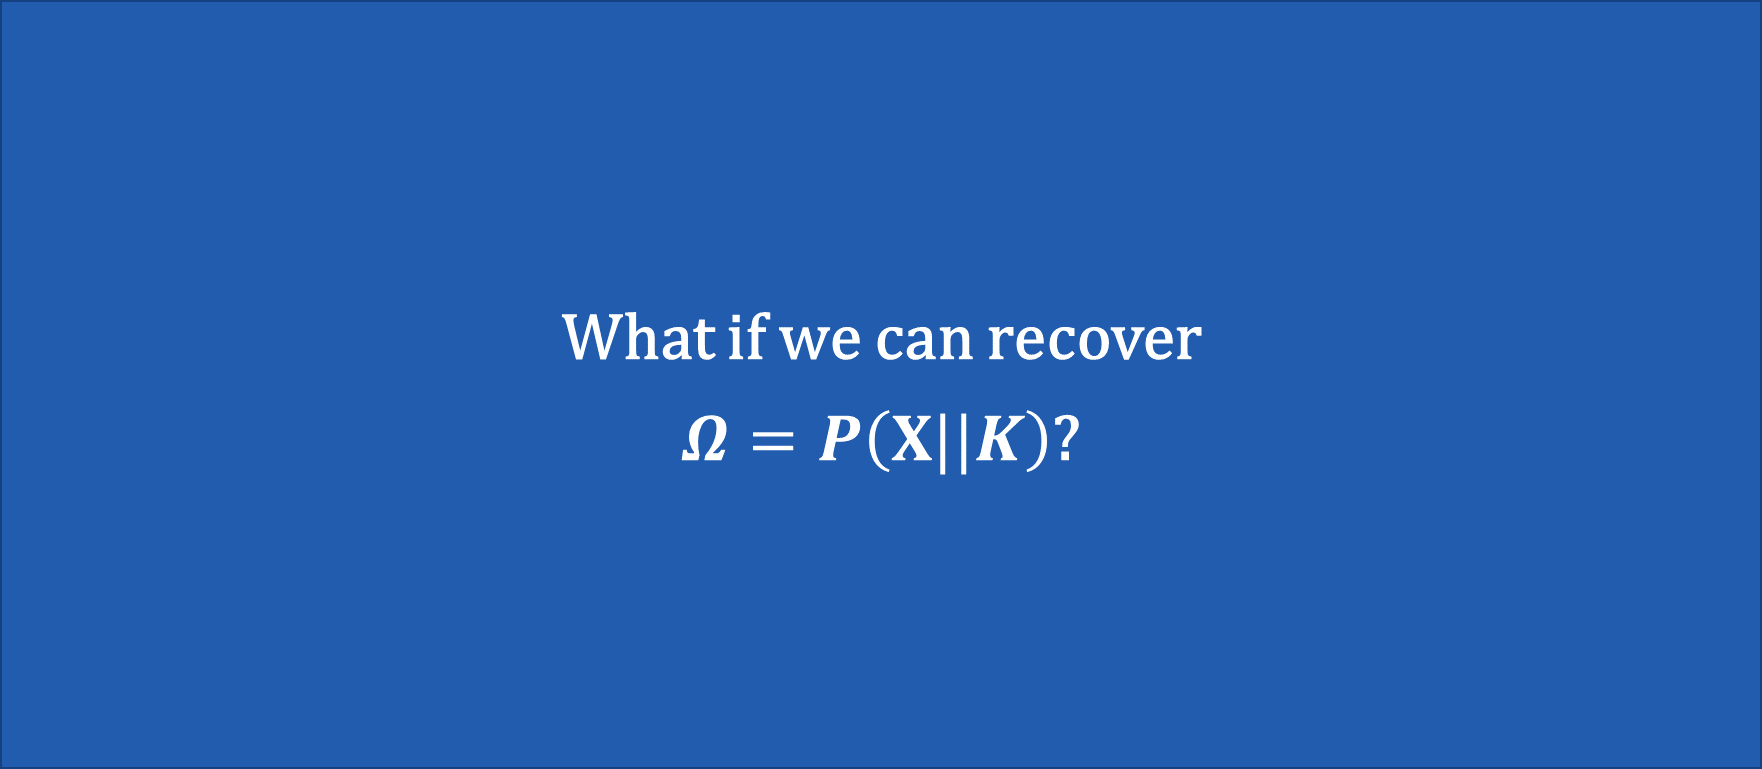 What if we can recover
Ω = P(X||K)?